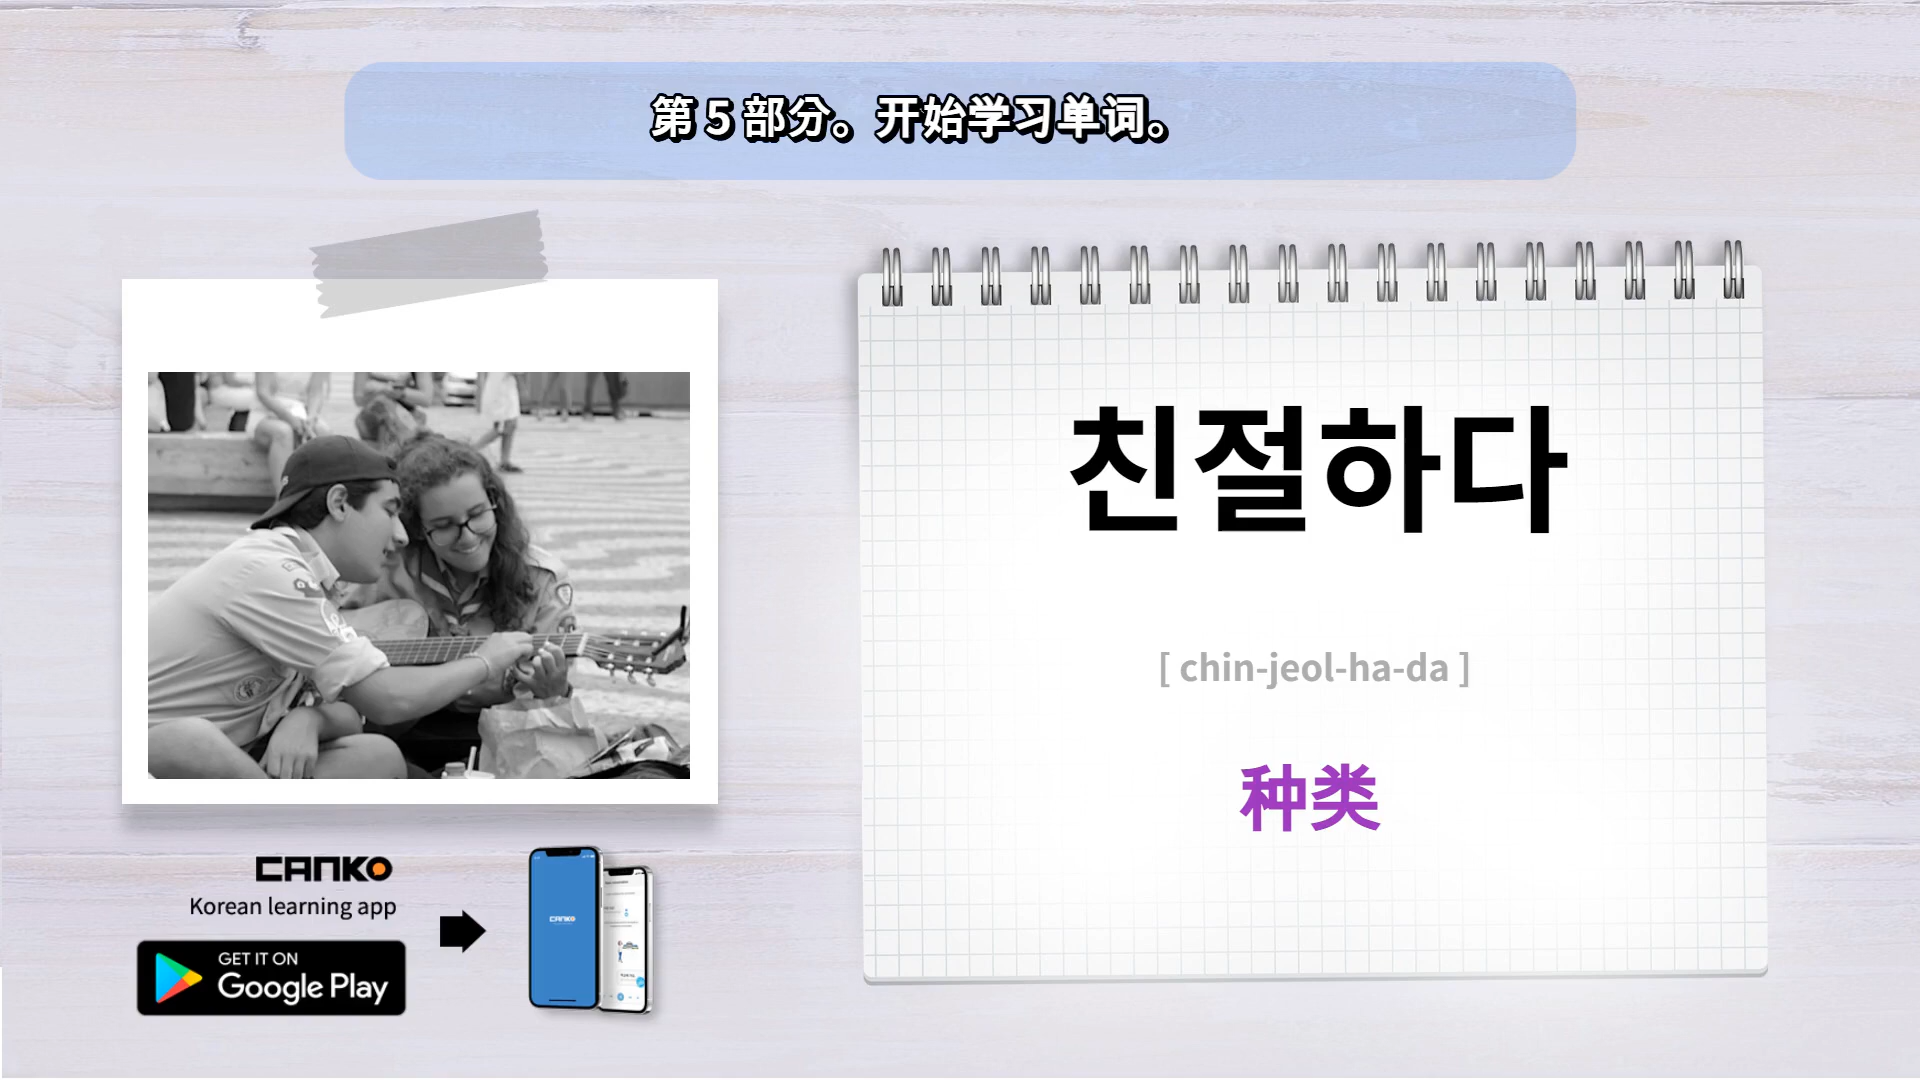 第5部分。开始学习单词。
친절하다
[ chin-jeol-ha-da ]
种类
CANKO
Korean learning app
GET IT ON
Google Play
CANKO